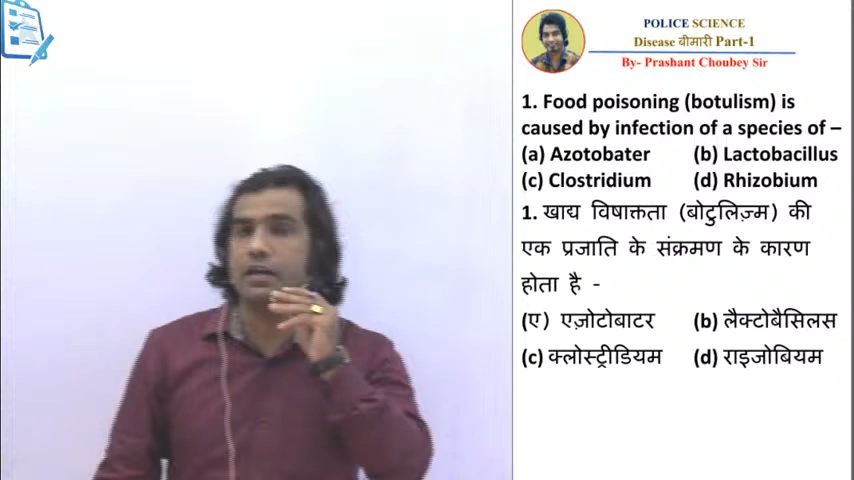 POLICE SCIENCE
Disease बीमारी Part-1
By- Prashant Choubey Sir
1. Food poisoning (botulism) is
caused by infection of a species of –
(a) Azotobater (b) Lactobacillus
(c) Clostridium (d) Rhizobium
1. खाद्य विषाक्तता (बोटुलिज़्म) की
एक प्रजाति के संक्रमण के कारण
होता है -
(ए) एज़ोटोबाटर (b) लैक्टोबैसिलस
(c) क्लोस्ट्रीडियम (d) राइजोबियम